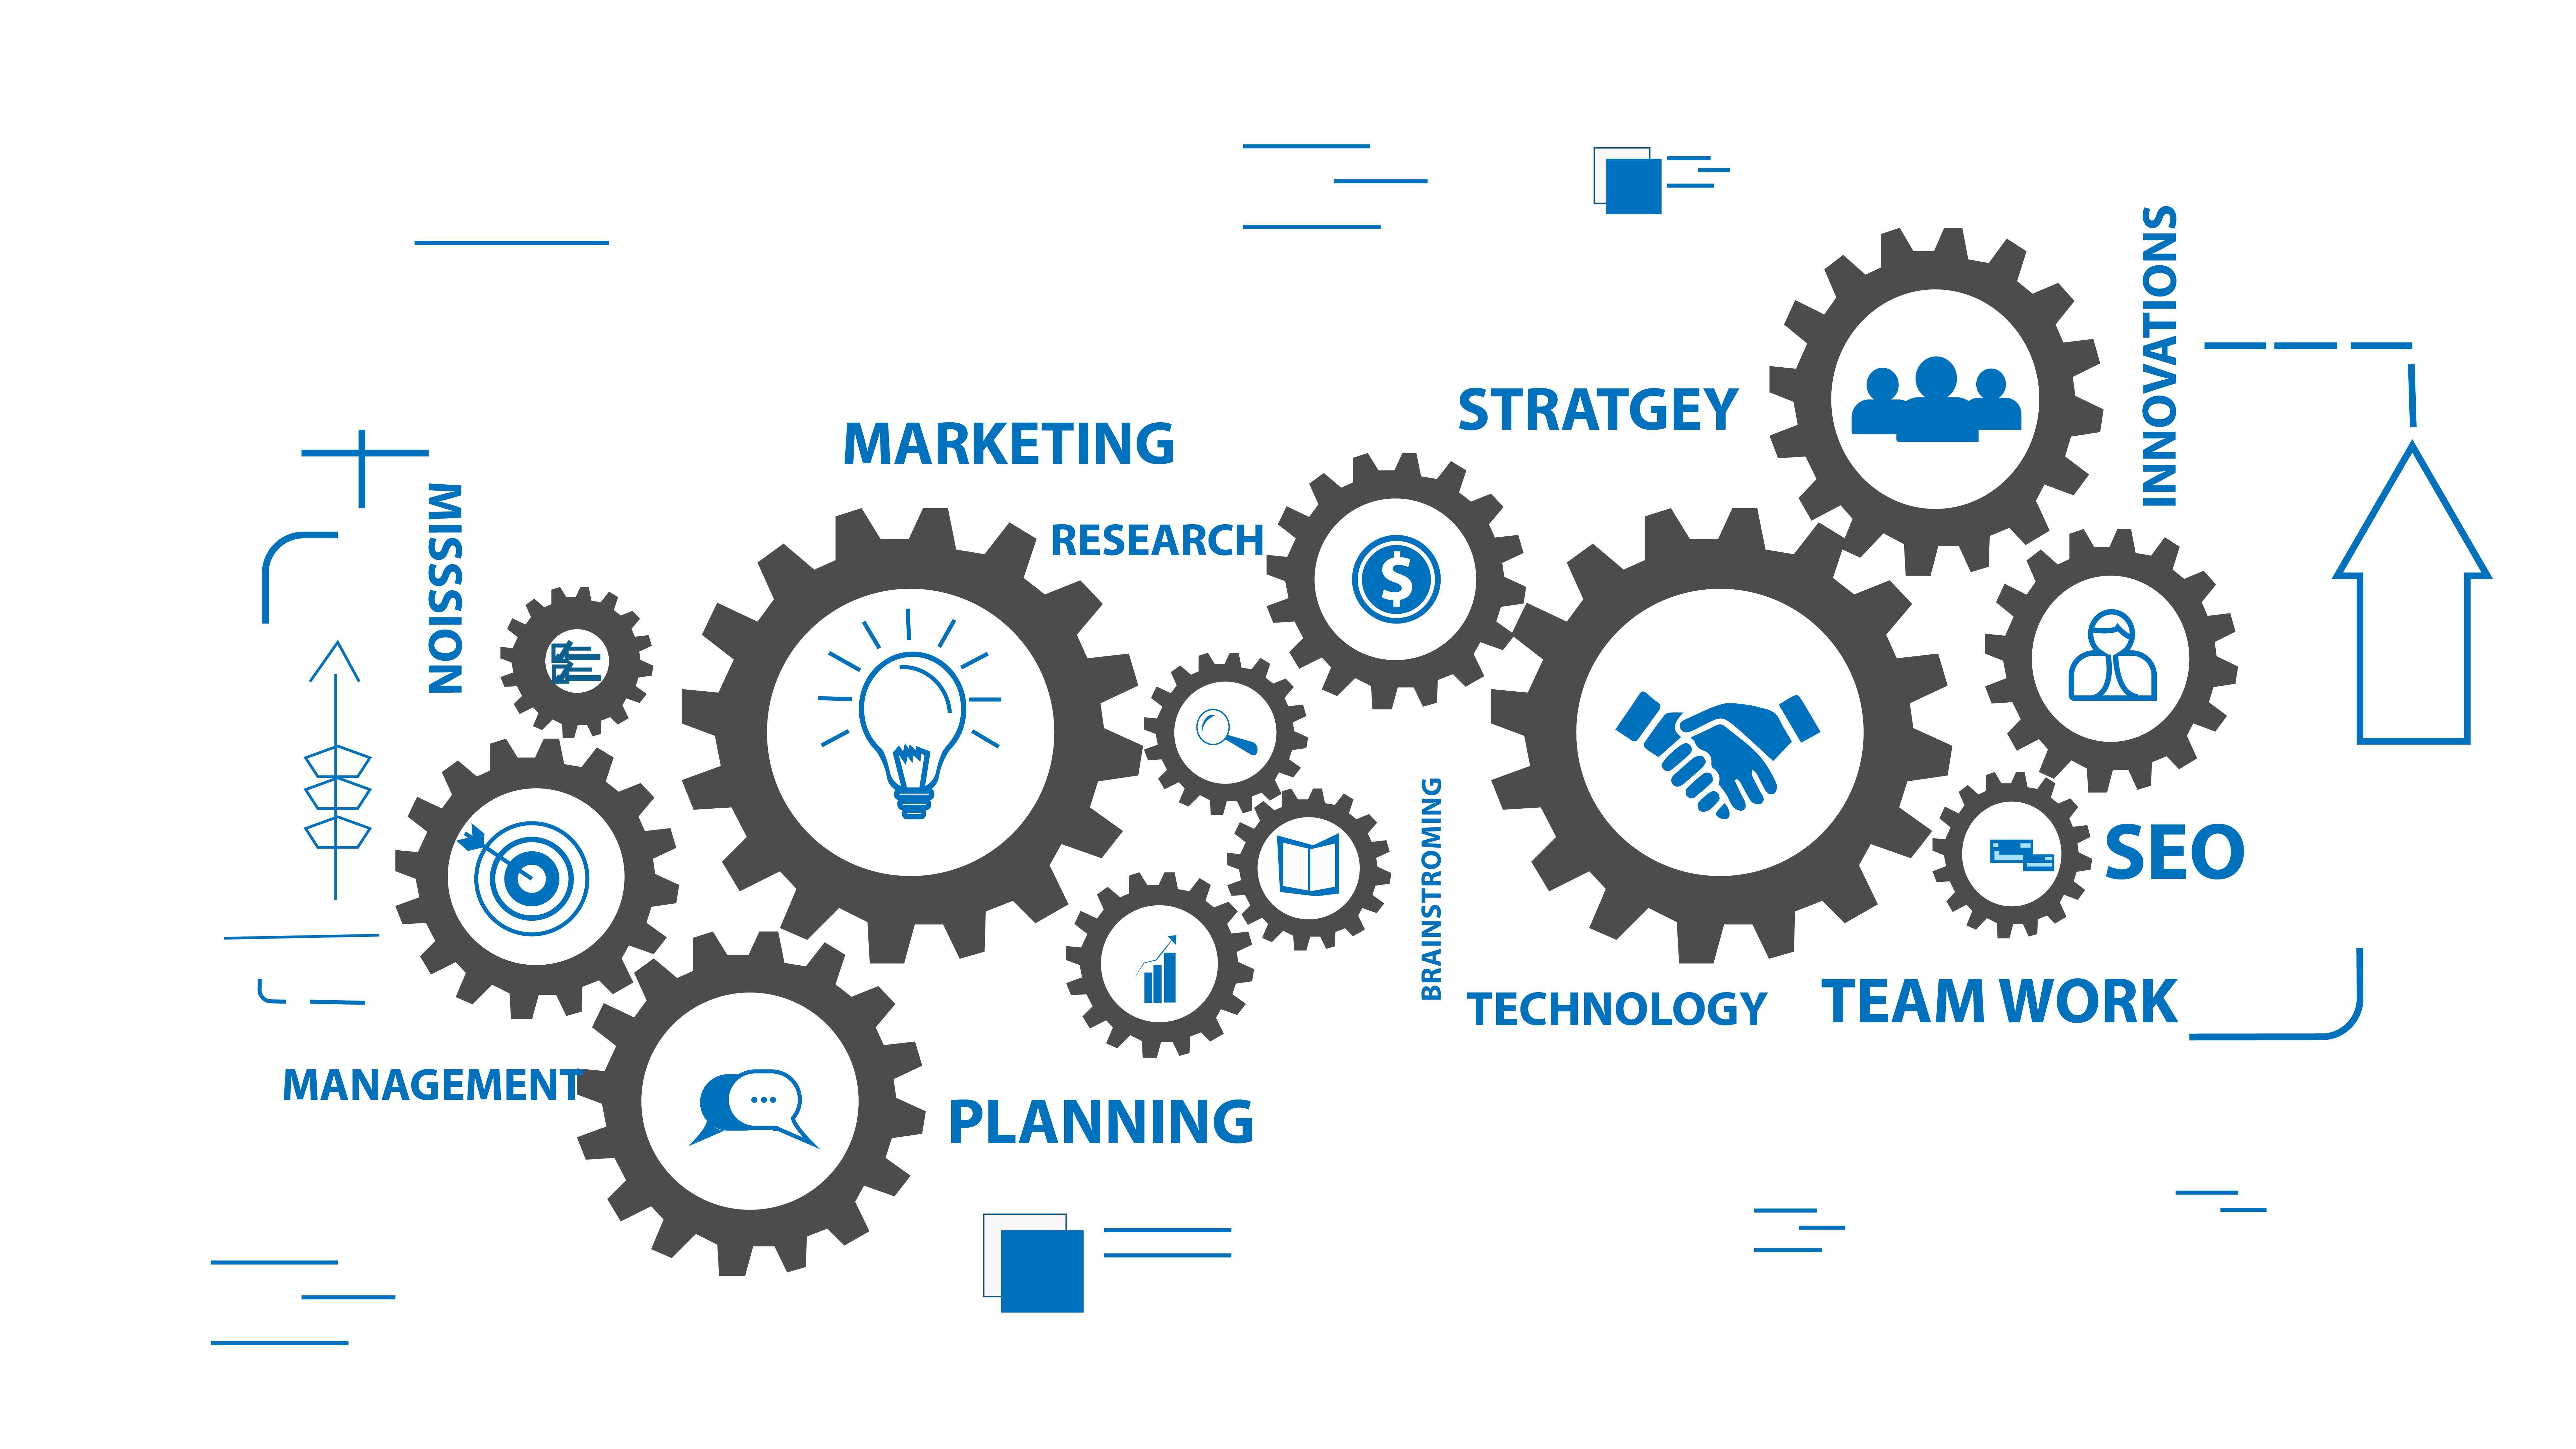 INNOVATIONS
STRATGEY
MARKETING
RESEARCH
MISSSION
$
BRAINSTROMING
SEO
TECHNOLOGY
TEAM WORK
MANAGEMENT
PLANNING